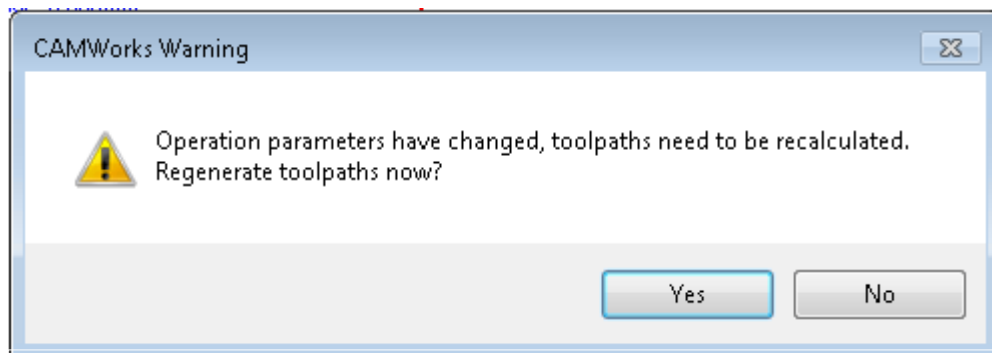 CAMWorks Warning
Operation parameters have changed, toolpaths need to be recalculated.
Regenerate toolpaths now?
Yes
No